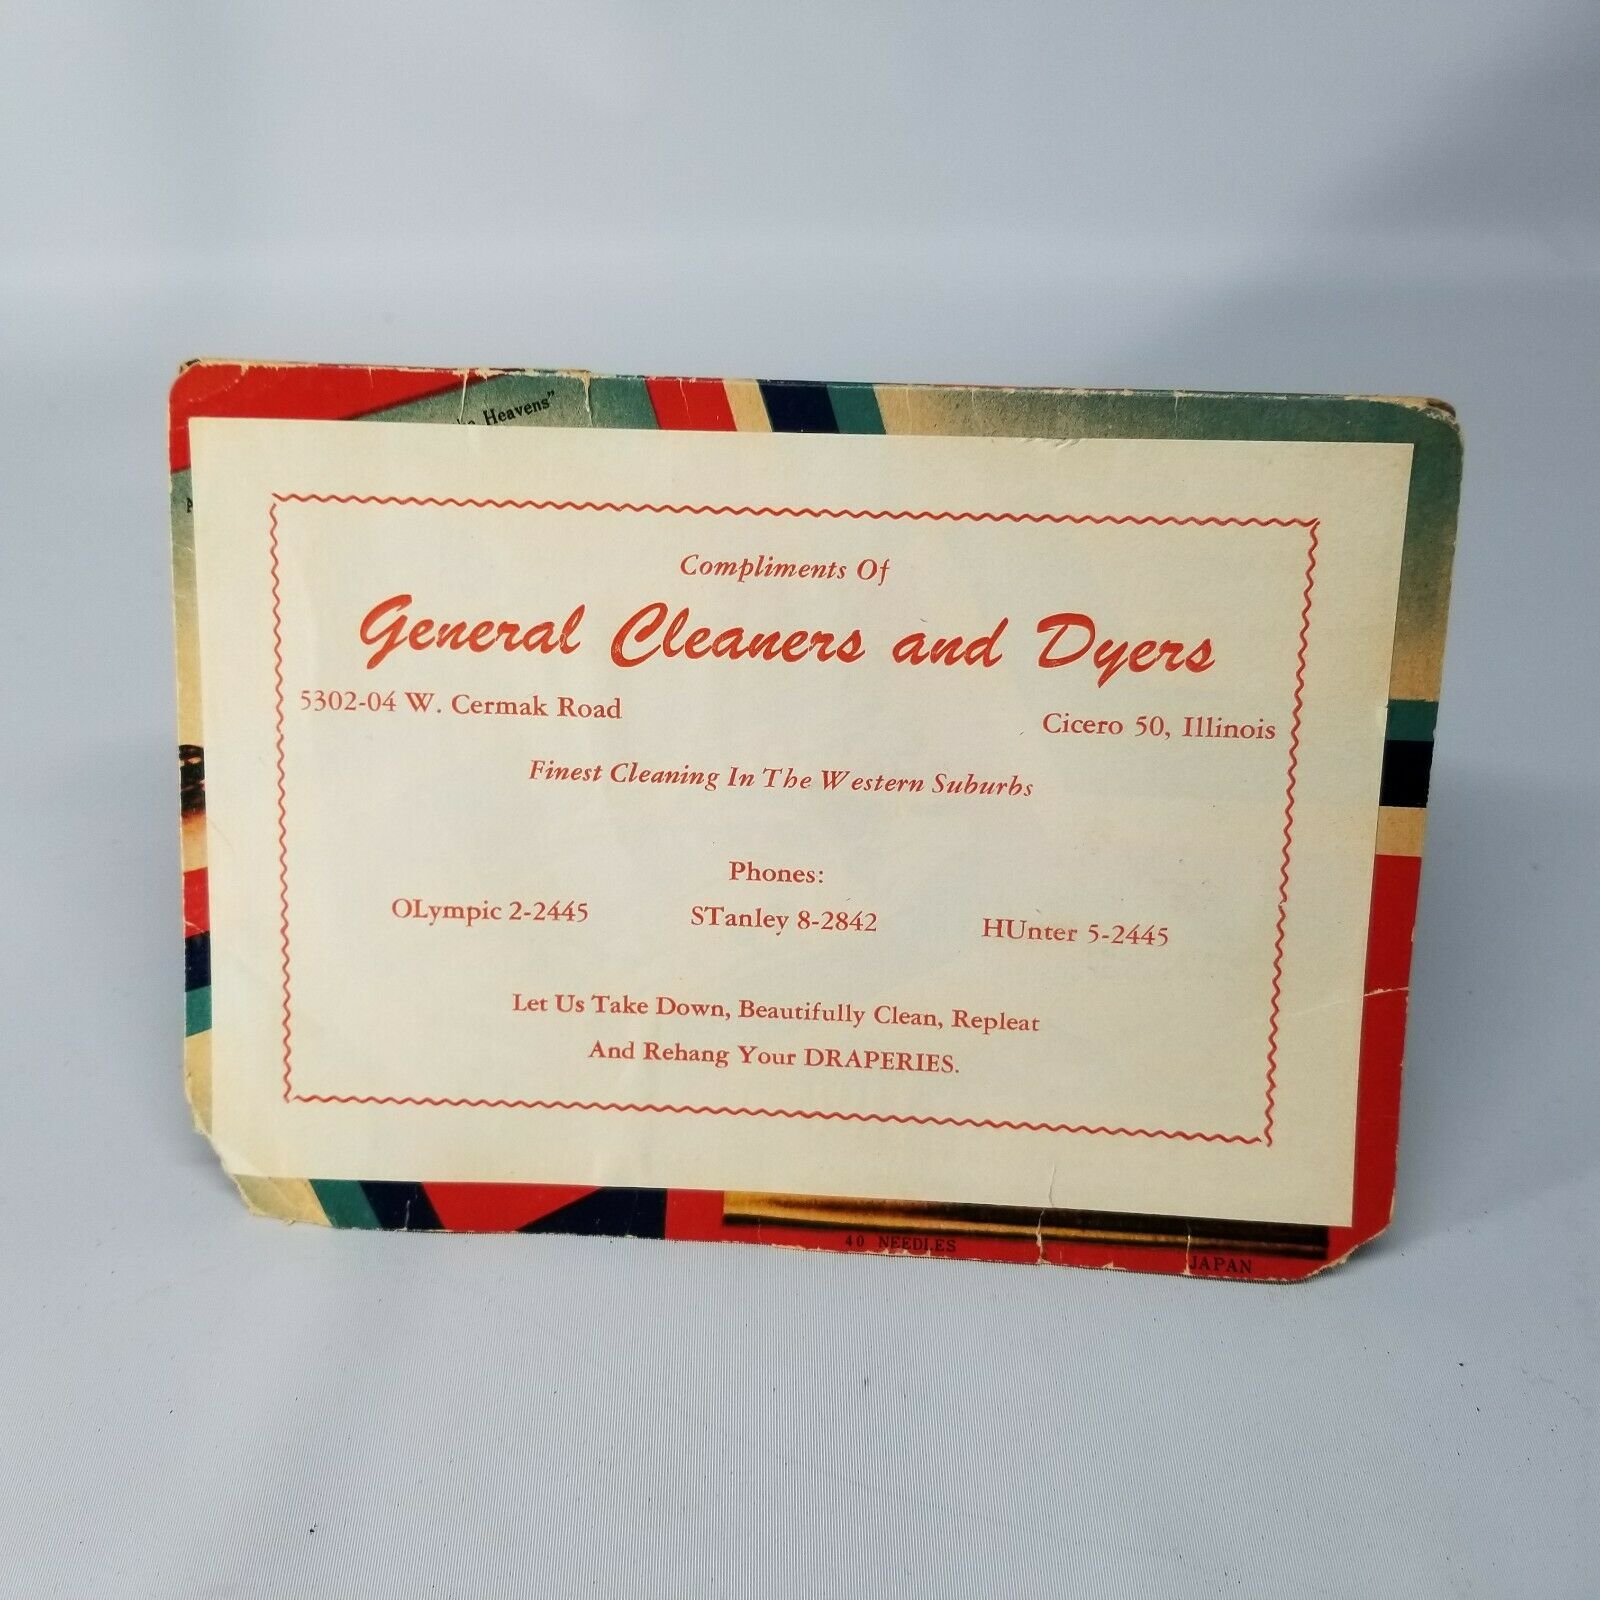 Heavens"
Compliments Of
General Cleaners and Dyers
5302-04 W. Cermak Road
Cicero 50, Illinois
Finest Cleaning In The Western Suburbs
Phones:
OLympic 2-2445 STanley 8-2842 HUnter 5-2445
Let Us Take Down, Beautifully Clean, Repleat
And Rehang Your DRAPERIES.
40 NEEDLES
JAPAN